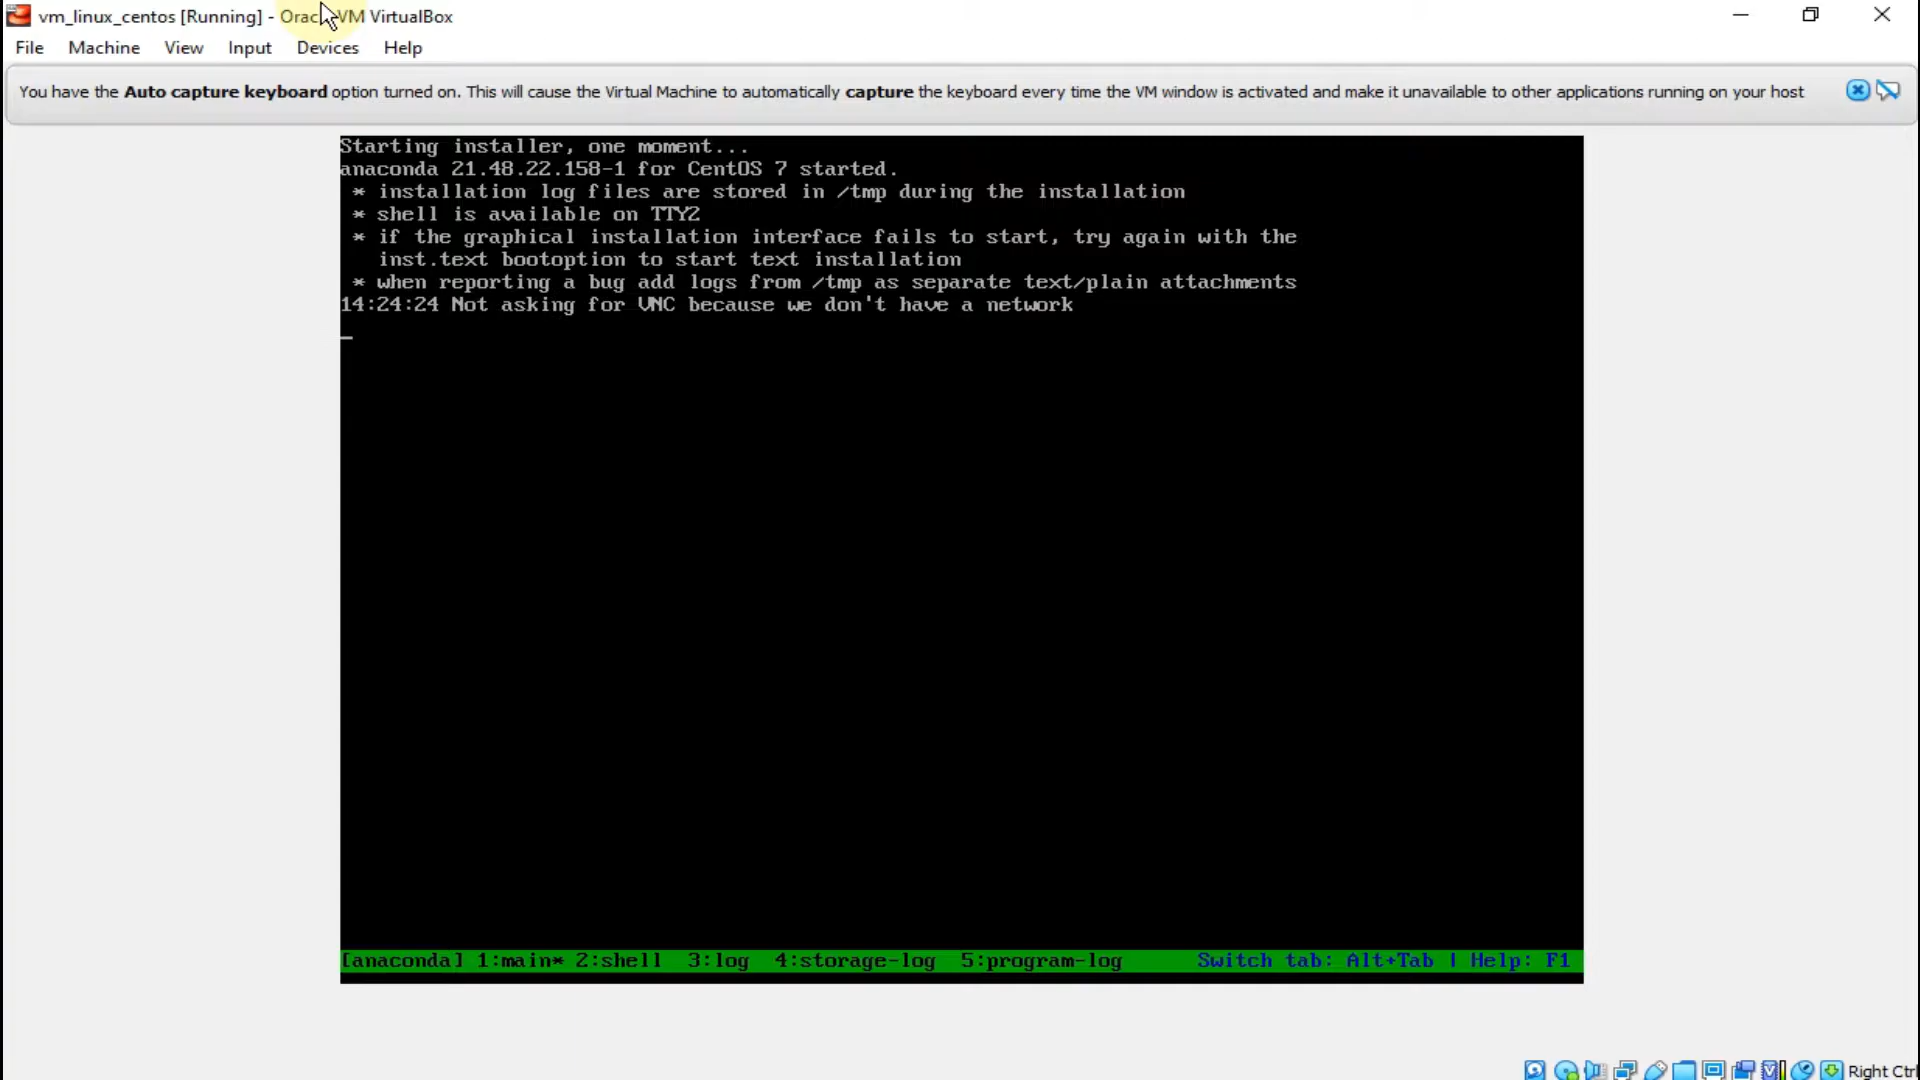 vm_linux_centos [Running] - Oracle VM VirtualBox
File Machine View Input Devices Help
You have the Auto capture keyboard option turned on. This will cause the Virtual Machine to automatically capture the keyboard every time the VM window is activated and make it unavailable to other applications running on your host
Starting installer, one moment...
anaconda 21.48.22.158-1 for CentOS 7 started.
* installation log files are stored in /tmp during the installation
* shell is available on TTY2
* if the graphical installation interface fails to start, try again with the
inst.text bootoption to start text installation
* when reporting a bug add logs from /tmp as separate text/plain attachments
14:24:24 Not asking for VNC because we don't have a network
[anaconda] 1:main* 2:shell 3:log 4:storage-log 5:program-log Switch tab: Alt+Tab | Help: F1
Right Ctrl